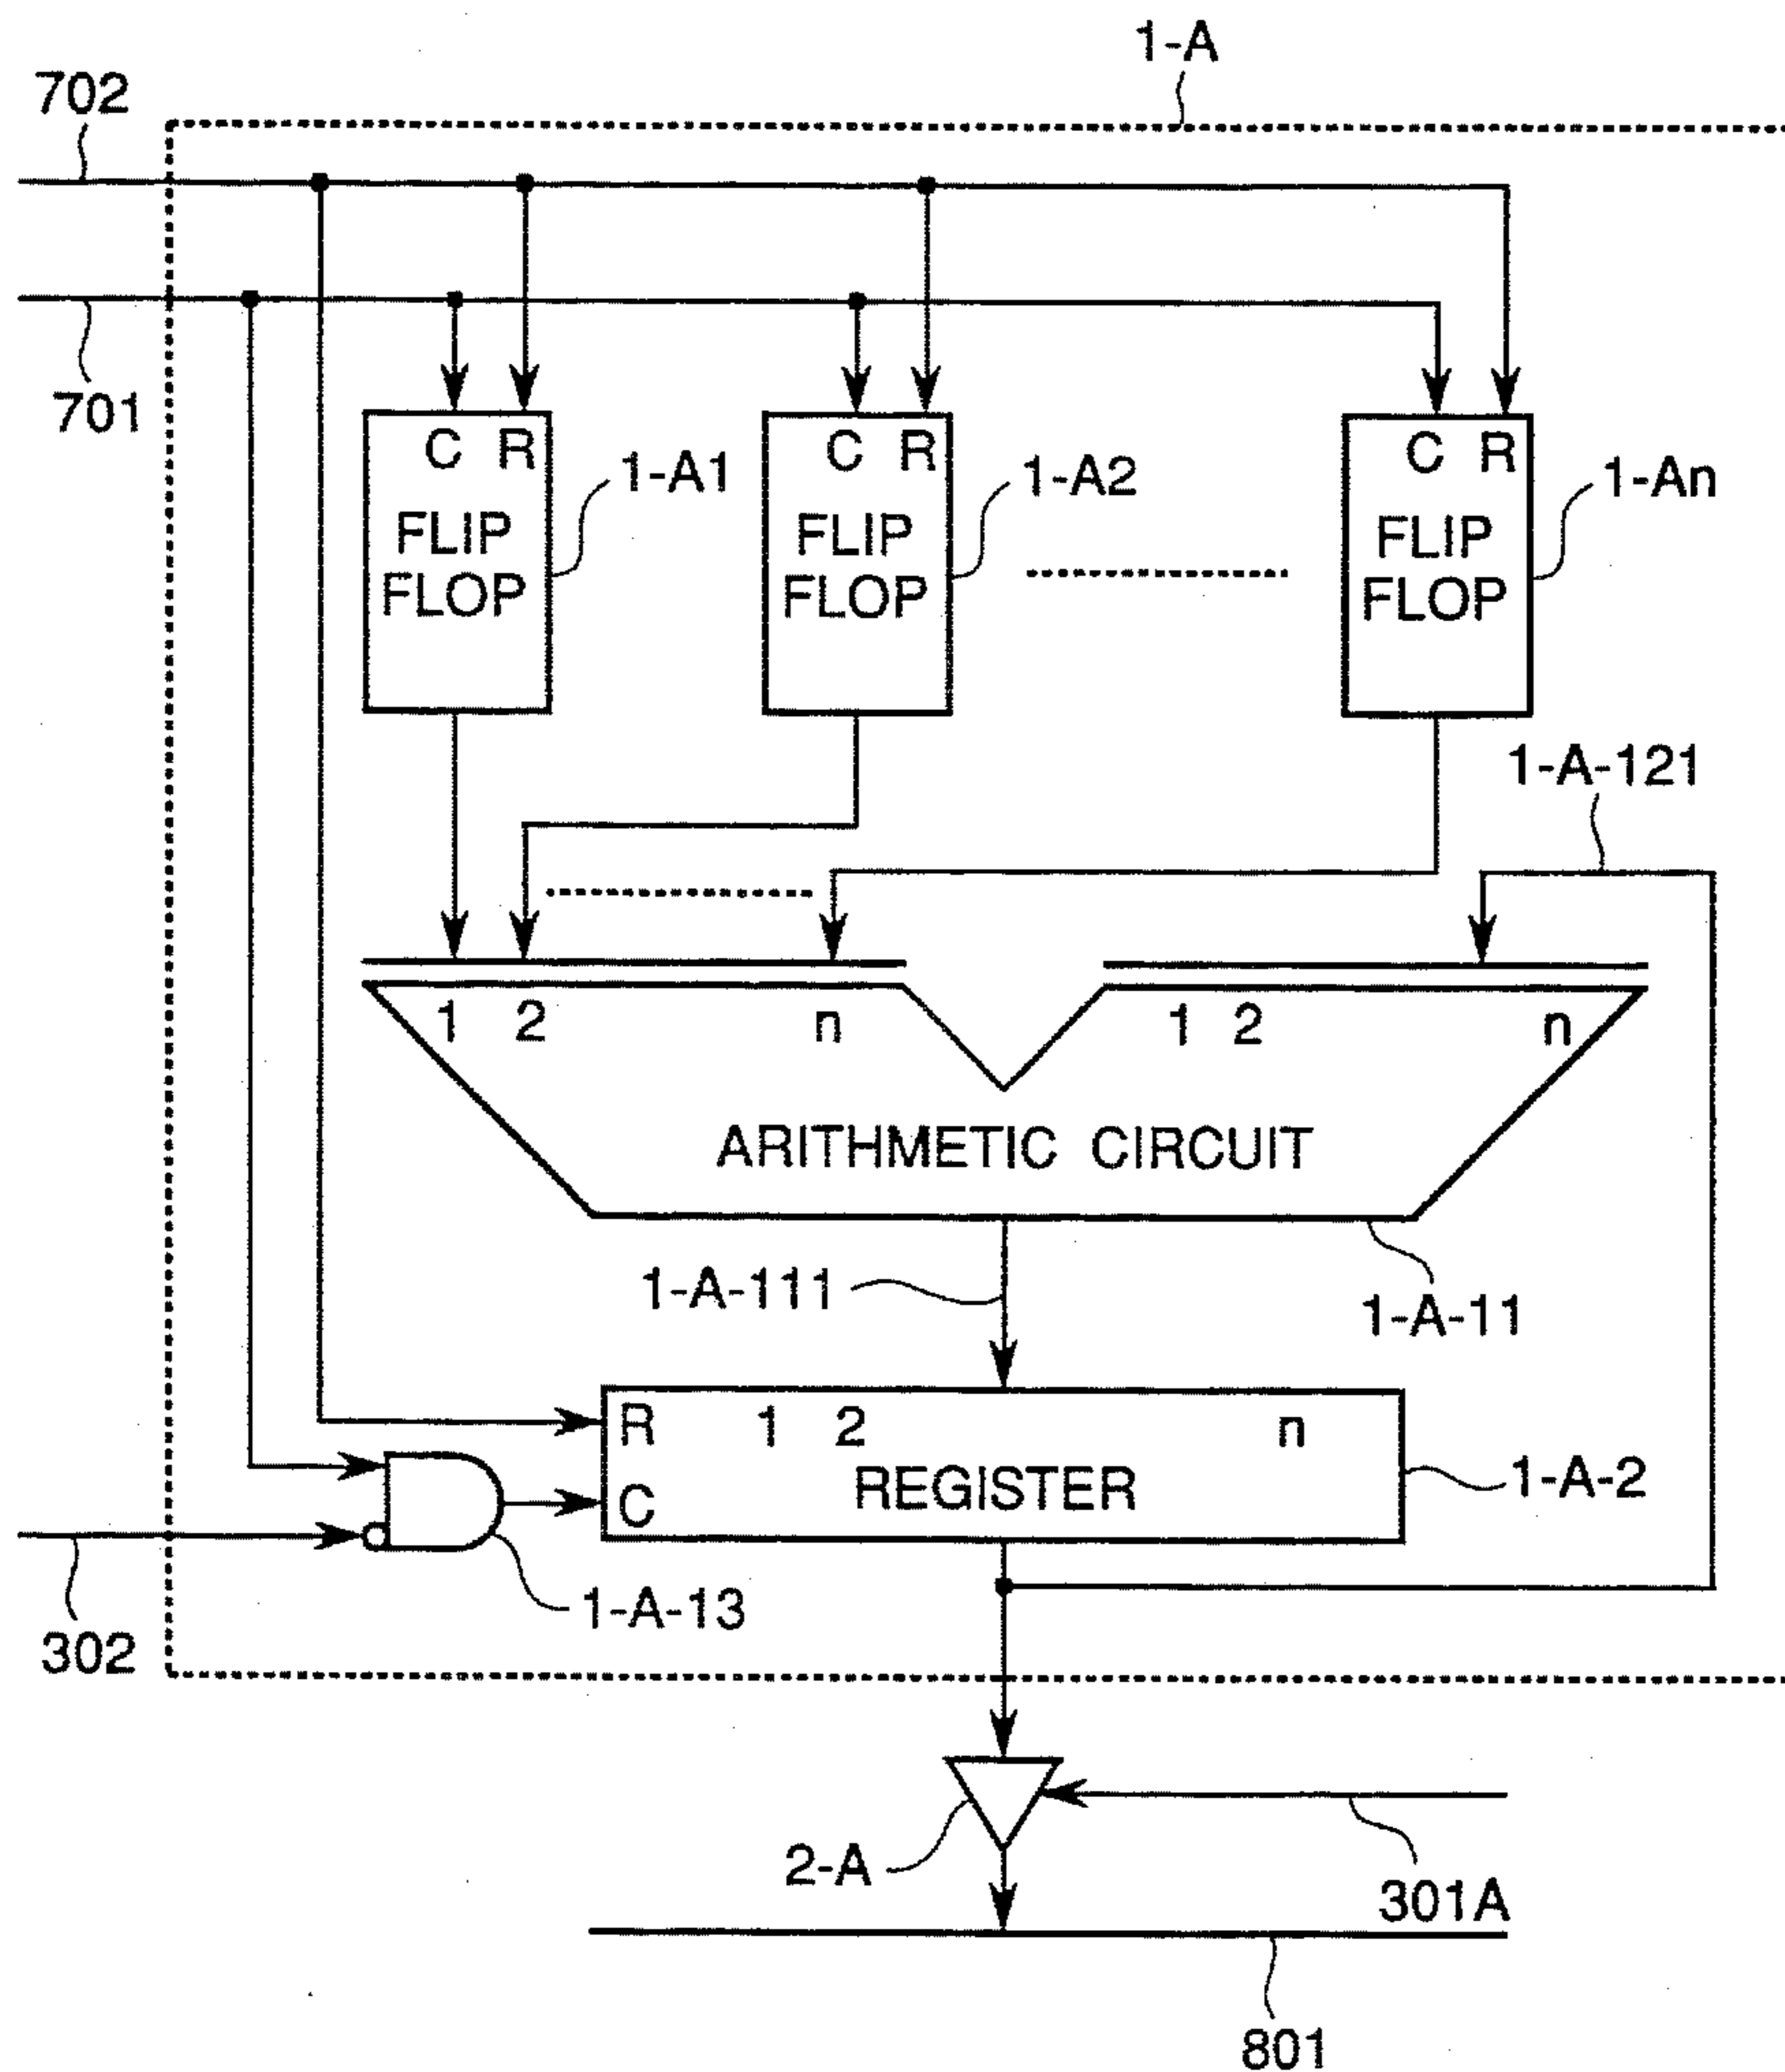 1-A
702
701
C R
FLIP
FLOP
1-A1
C R
FLIP
FLOP
1-A2
C R
FLIP
FLOP
1-An
1-A-121
1 2 n
1 2 n
ARITHMETIC CIRCUIT
1-A-111
1-A-11
R 1 2 n
REGISTER
C
1-A-2
1-A-13
302
2-A
301A
801